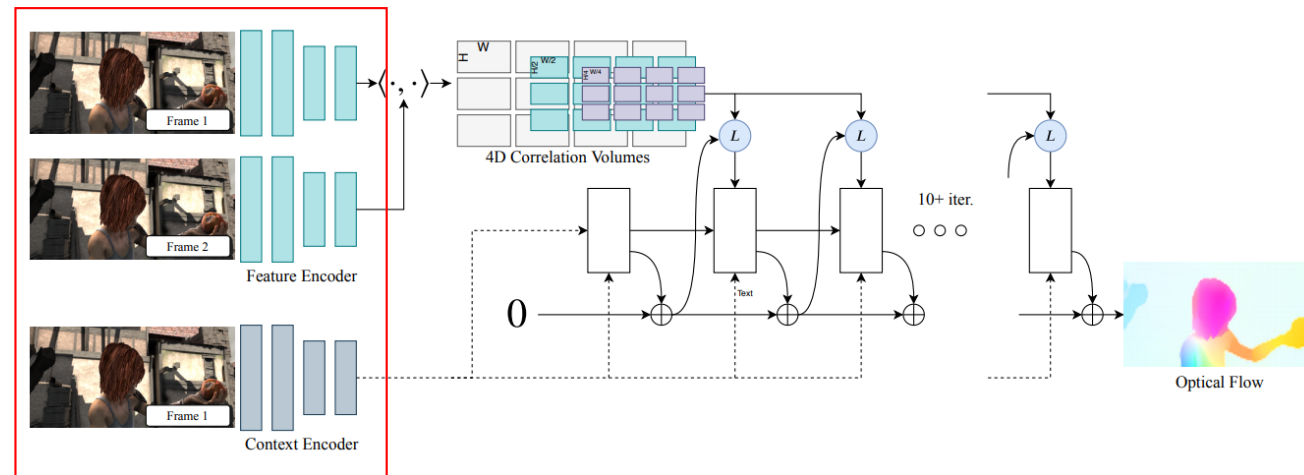 Frame 1
Frame 2
Feature Encoder
Frame 1
Context Encoder
⟨·, ·⟩
H
W
H/2
W/2
H/4
W/4
4D Correlation Volumes
L
L
L
10+ iter.
Text
0
Optical Flow